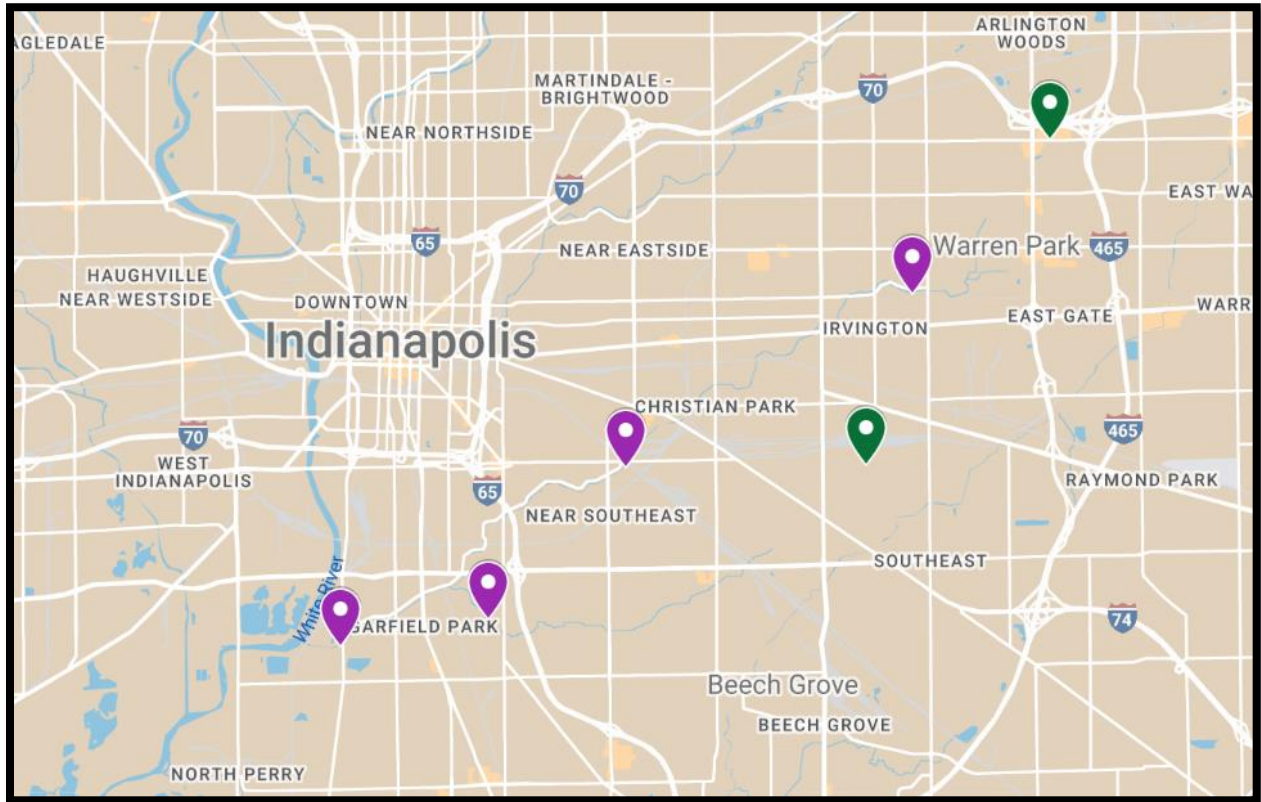 ARLINGTON
WOODS
AGLEDALE
MARTINDALE -
BRIGHTWOOD
70
NEAR NORTHSIDE
70
EAST WA
65
NEAR EASTSIDE
Warren Park
465
HAUGHVILLE
NEAR WESTSIDE
DOWNTOWN
WARR
EAST GATE
IRVINGTON
Indianapolis
CHRISTIAN PARK
70
465
WEST
INDIANAPOLIS
RAYMOND PARK
65
NEAR SOUTHEAST
SOUTHEAST
White River
GARFIELD PARK
74
Beech Grove
BEECH GROVE
NORTH PERRY